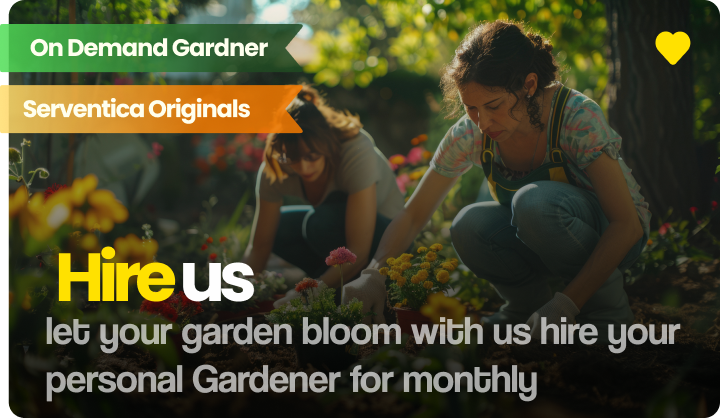 On Demand Gardner
Serventica Originals
Hire us
let your garden bloom with us hire your
personal Gardener for monthly